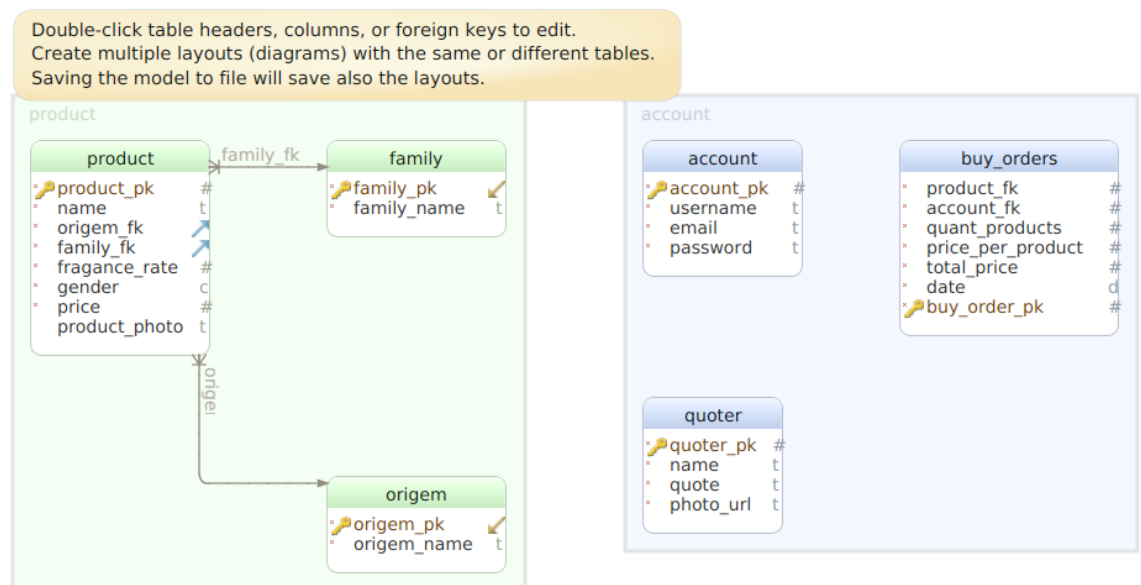 Double-click table headers, columns, or foreign keys to edit.
Create multiple layouts (diagrams) with the same or different tables.
Saving the model to file will save also the layouts.
product
product
product_pk #
name t
origem_fk
family_fk
fragance_rate #
gender c
price #
product_photo t
family_fk
family
family_pk
family_name t
orige
origem
origem_pk
origem_name t
account
account
account_pk #
username t
email t
password t
buy_orders
product_fk #
account_fk #
quant_products #
price_per_product #
total_price #
date d
buy_order_pk #
quoter
quoter_pk #
name t
quote t
photo_url t